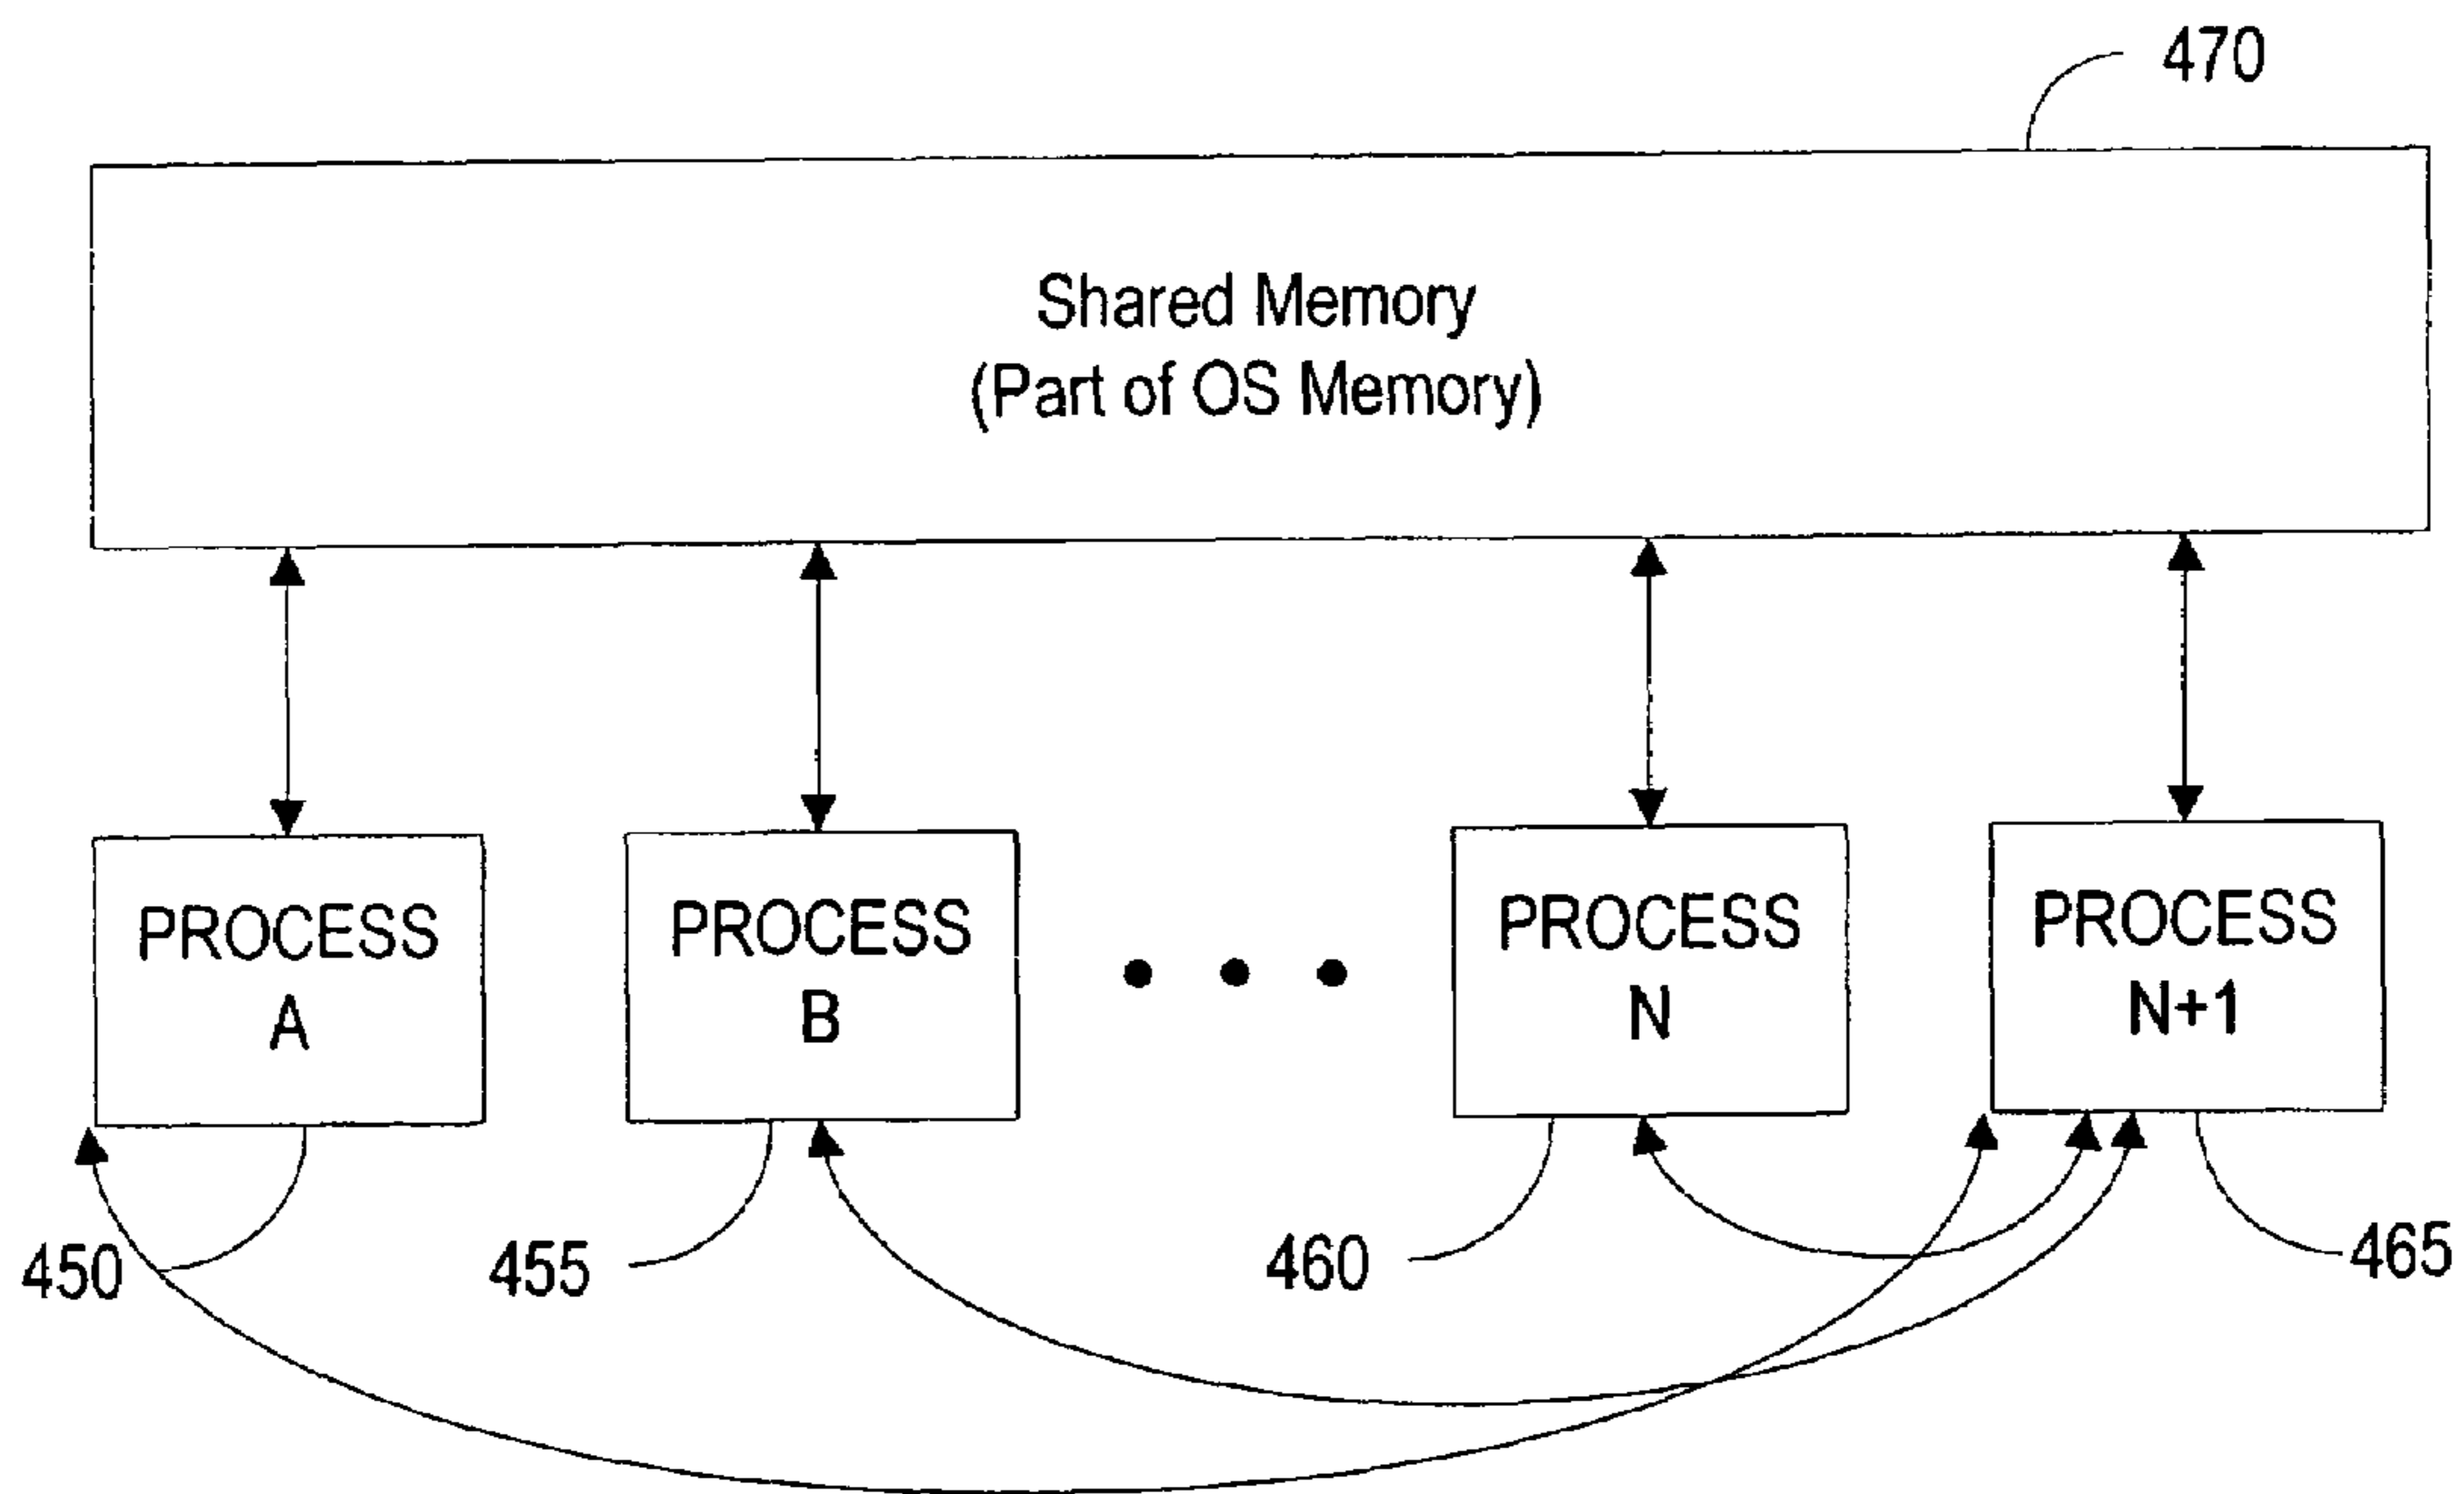 470
Shared Memory
(Part of OS Memory)
PROCESS
A
PROCESS
B
PROCESS
N
PROCESS
N+1
450
455
460
465